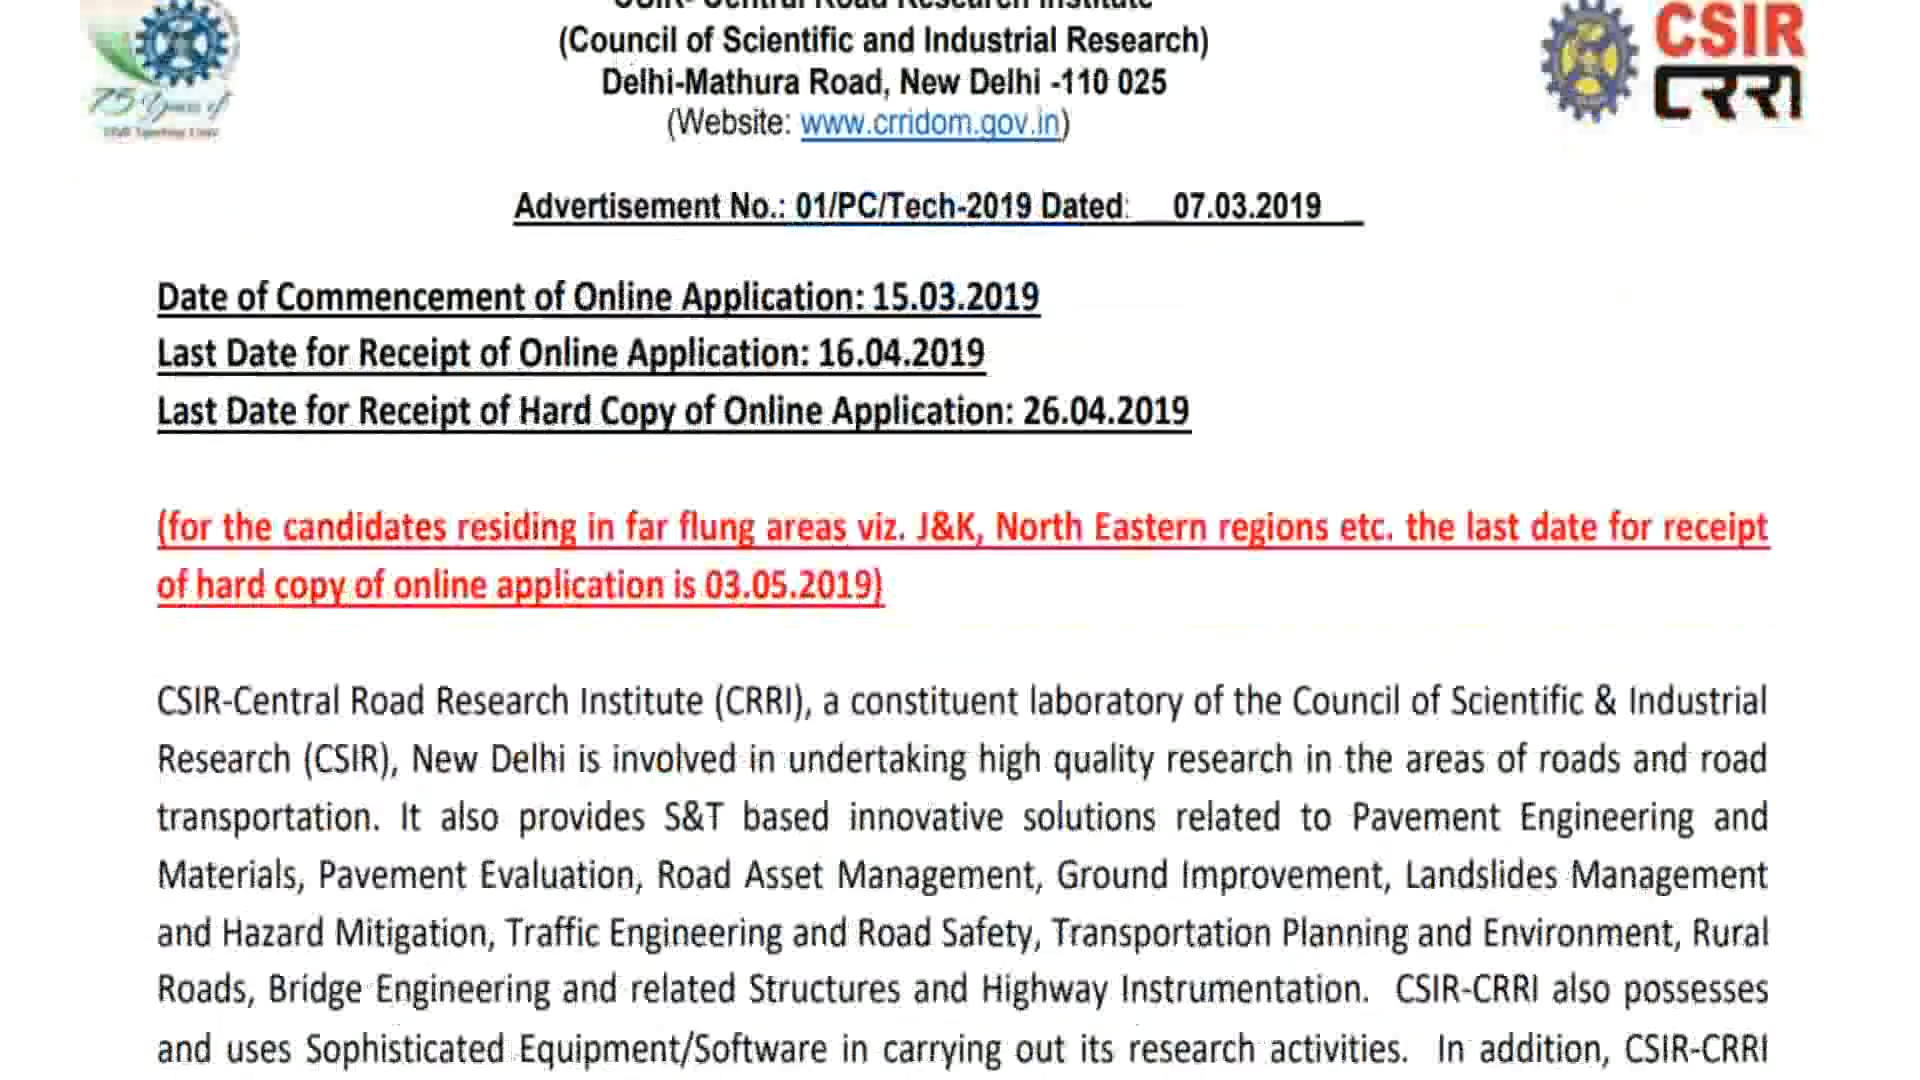 CSIR- Central Road Research Institute
(Council of Scientific and Industrial Research)
Delhi-Mathura Road, New Delhi -110 025
(Website: www.crridom.gov.in)
75 Years of
CSIR
सीआरआरआई
Advertisement No.: 01/PC/Tech-2019 Dated: 07.03.2019
Date of Commencement of Online Application: 15.03.2019
Last Date for Receipt of Online Application: 16.04.2019
Last Date for Receipt of Hard Copy of Online Application: 26.04.2019
(for the candidates residing in far flung areas viz. J&K, North Eastern regions etc. the last date for receipt
of hard copy of online application is 03.05.2019)
CSIR-Central Road Research Institute (CRRI), a constituent laboratory of the Council of Scientific & Industrial
Research (CSIR), New Delhi is involved in undertaking high quality research in the areas of roads and road
transportation. It also provides S&T based innovative solutions related to Pavement Engineering and
Materials, Pavement Evaluation, Road Asset Management, Ground Improvement, Landslides Management
and Hazard Mitigation, Traffic Engineering and Road Safety, Transportation Planning and Environment, Rural
Roads, Bridge Engineering and related Structures and Highway Instrumentation. CSIR-CRRI also possesses
and uses Sophisticated Equipment/Software in carrying out its research activities. In addition, CSIR-CRRI